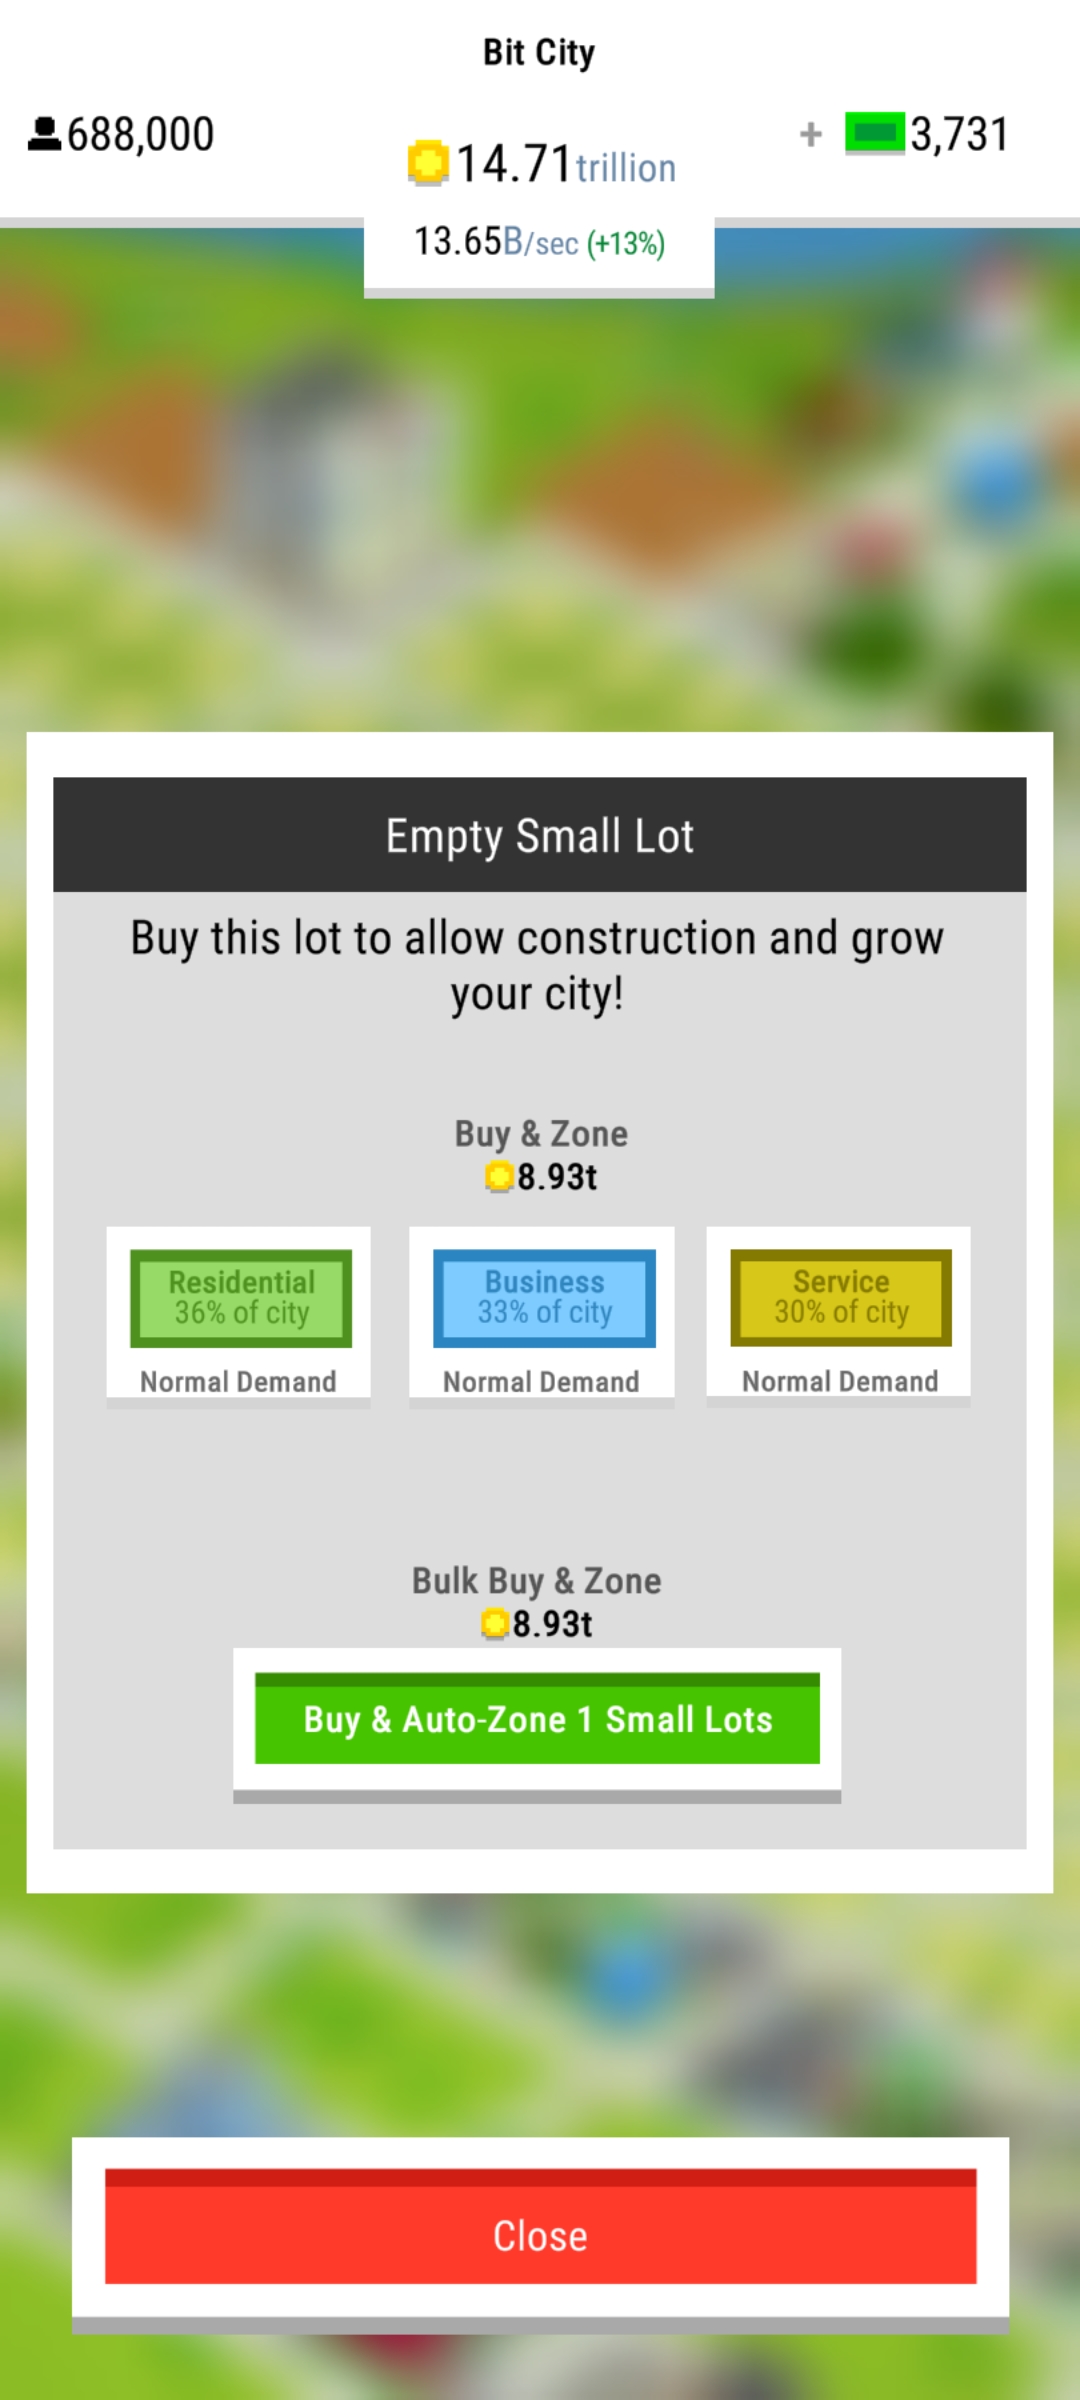 Bit City
688,000
14.71trillion
+ 3,731
13.65B/sec (+13%)
Empty Small Lot
Buy this lot to allow construction and grow
your city!
Buy & Zone
8.93t
Residential
36% of city
Normal Demand
Business
33% of city
Normal Demand
Service
30% of city
Normal Demand
Bulk Buy & Zone
8.93t
Buy & Auto-Zone 1 Small Lots
Close